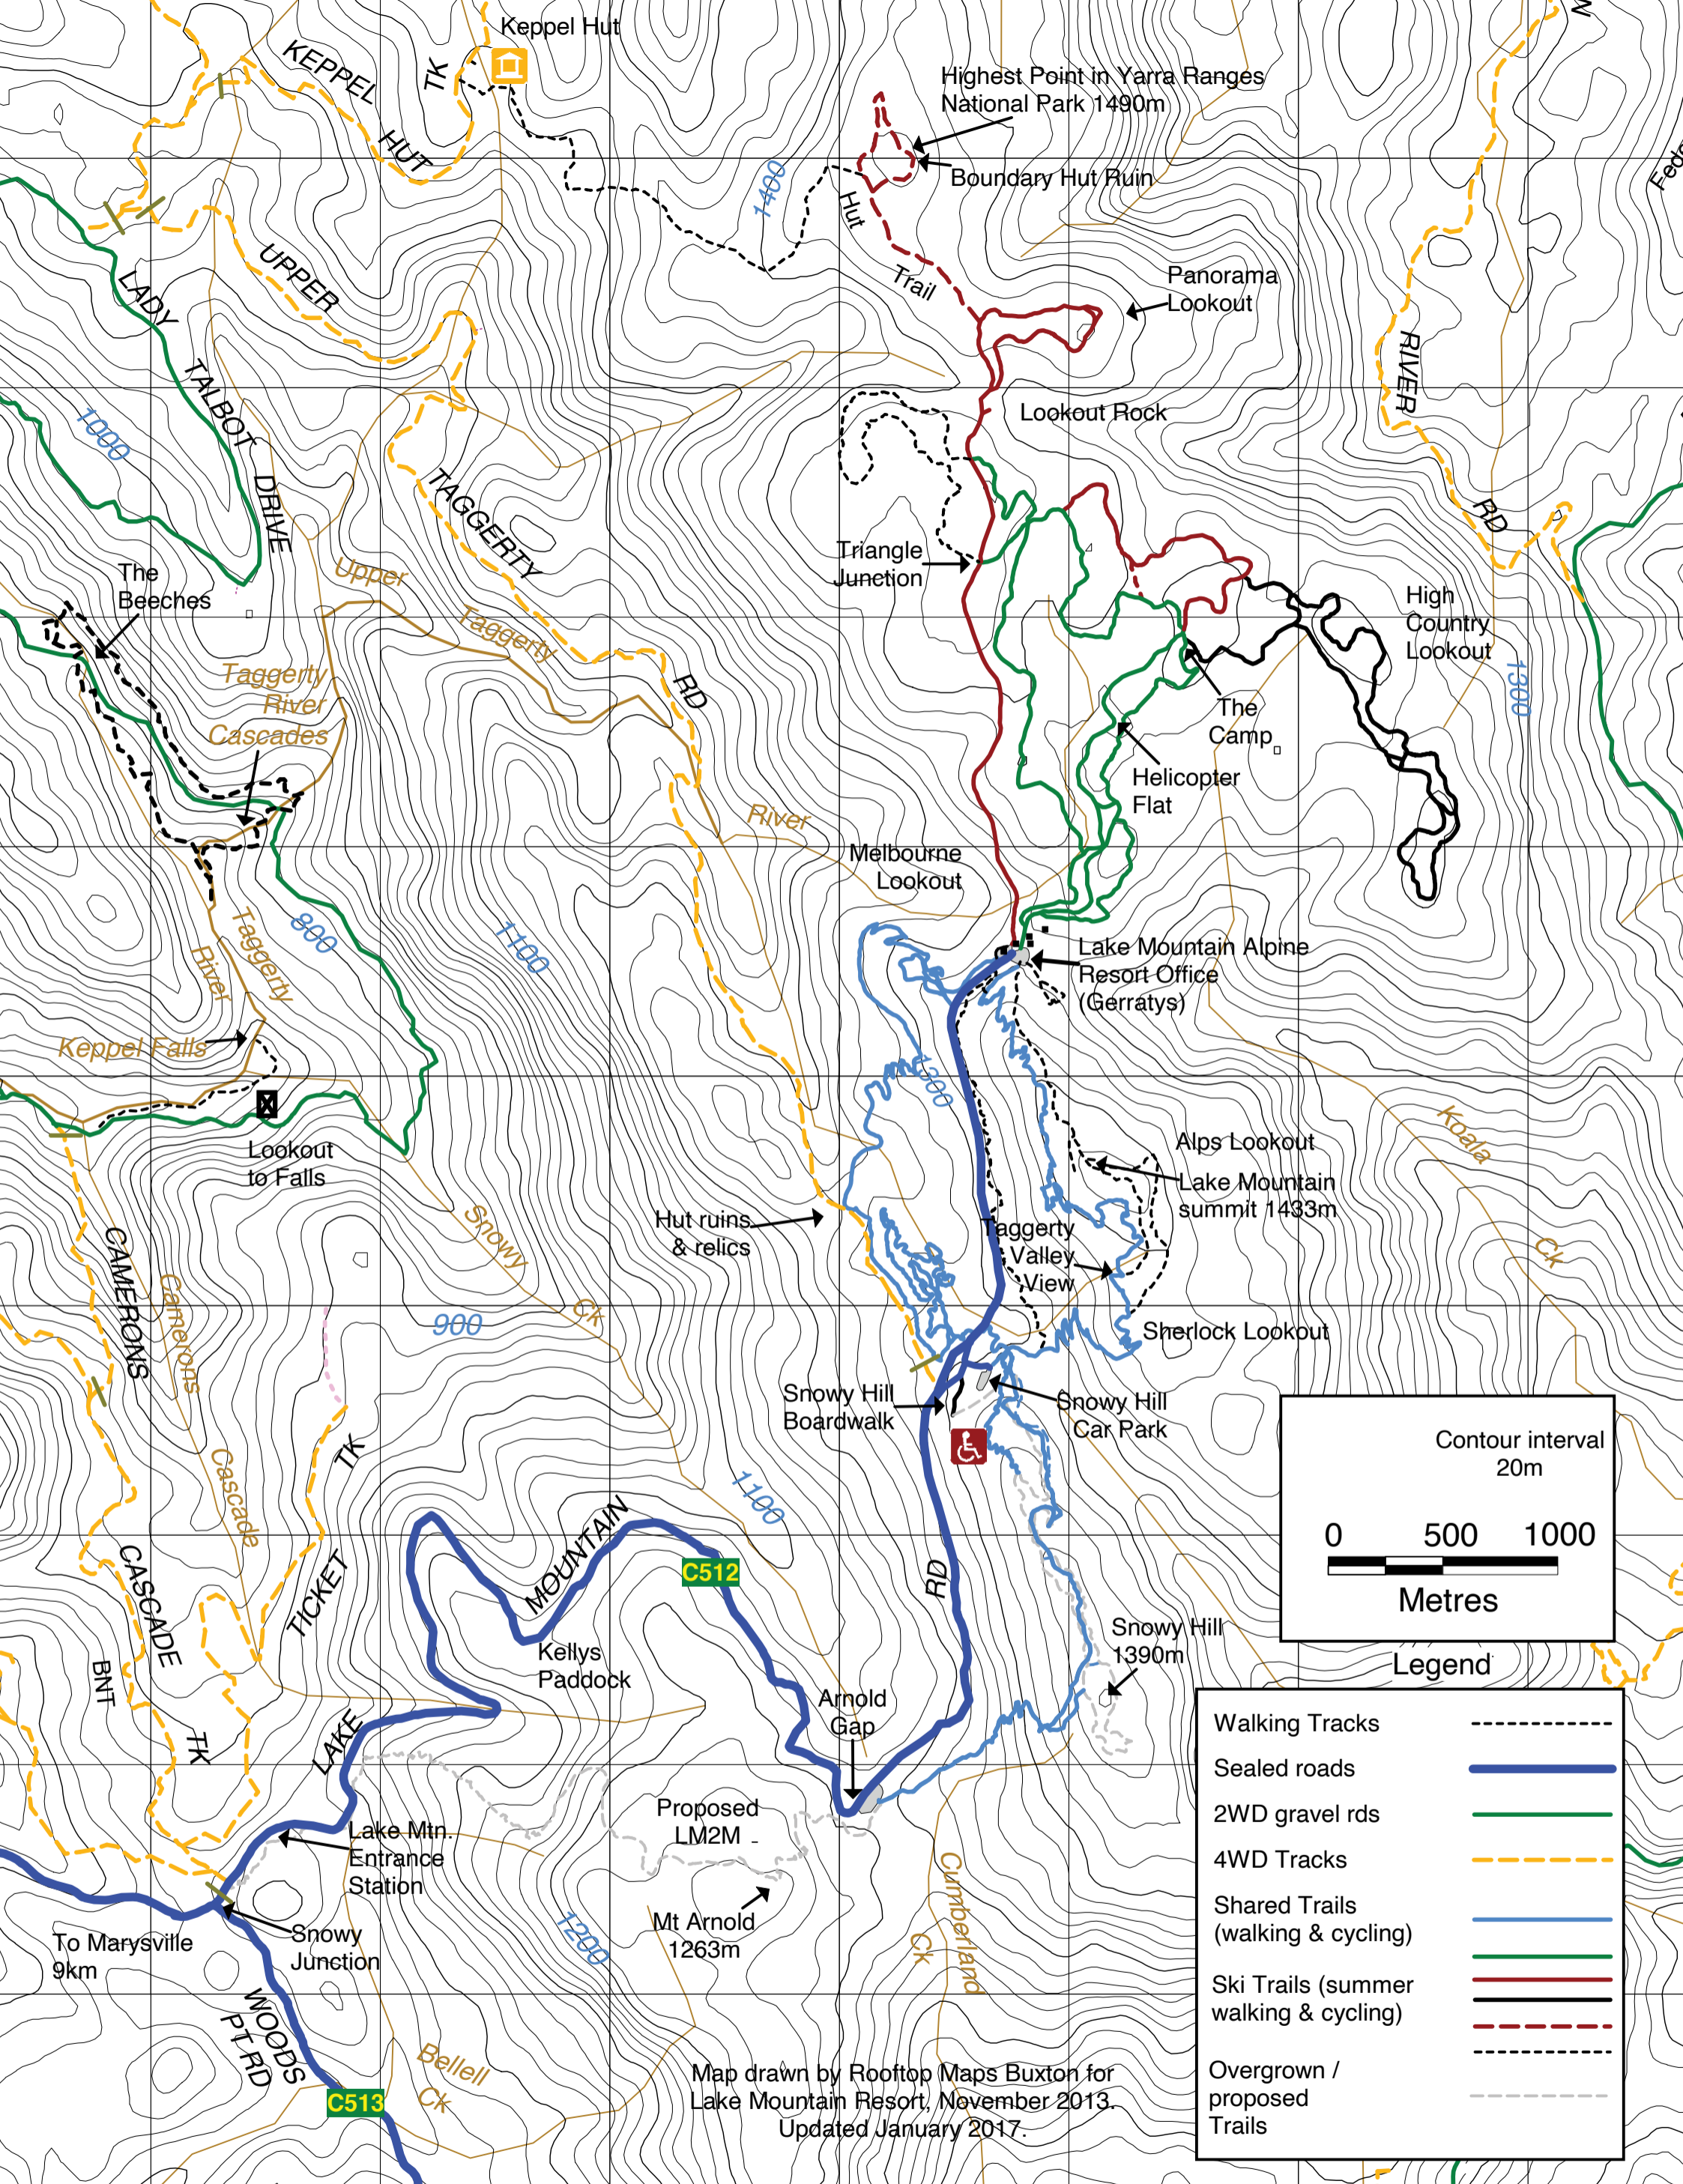 Keppel Hut
KEPPEL
HUT
TK
Highest Point in Yarra Ranges
National Park 1490m
Boundary Hut Ruin
1400
Hut
Trail
Panorama
Lookout
Lookout Rock
W
RIVER
RD
LADY
TALBOT
DRIVE
UPPER
TAGGERTY
RD
1000
The
Beeches
Upper
Taggerty
River
Taggerty
River
Cascades
Triangle
Junction
High
Country
Lookout
1300
The
Camp
Helicopter
Flat
Melbourne
Lookout
Lake Mountain Alpine
Resort Office
(Gerratys)
800
1100
Taggerty
River
Keppel Falls
Lookout
to Falls
1300
Koala
Ck
Alps Lookout
Lake Mountain
summit 1433m
Hut ruins
& relics
Taggerty
Valley
View
Sherlock Lookout
Snowy
Ck
CAMERONS
Camerons
Cascade
900
Snowy Hill
Boardwalk
Snowy Hill
Car Park
Contour interval
20m
0 500 1000
Metres
TICKET
TK
CASCADE
BNT
TK
MOUNTAIN
1100
C512
RD
Kellys
Paddock
Snowy Hill
1390m
Arnold
Gap
LAKE
Proposed
LM2M
Lake Mtn.
Entrance
Station
Mt Arnold
1263m
1200
Cumberland
Ck
To Marysville
9km
Snowy
Junction
WOODS
PT RD
C513
Bellell
Ck
Legend
Walking Tracks
Sealed roads
2WD gravel rds
4WD Tracks
Shared Trails
(walking & cycling)
Ski Trails (summer
walking & cycling)
Overgrown /
proposed
Trails
Map drawn by Rooftop Maps Buxton for
Lake Mountain Resort, November 2013.
Updated January 2017.